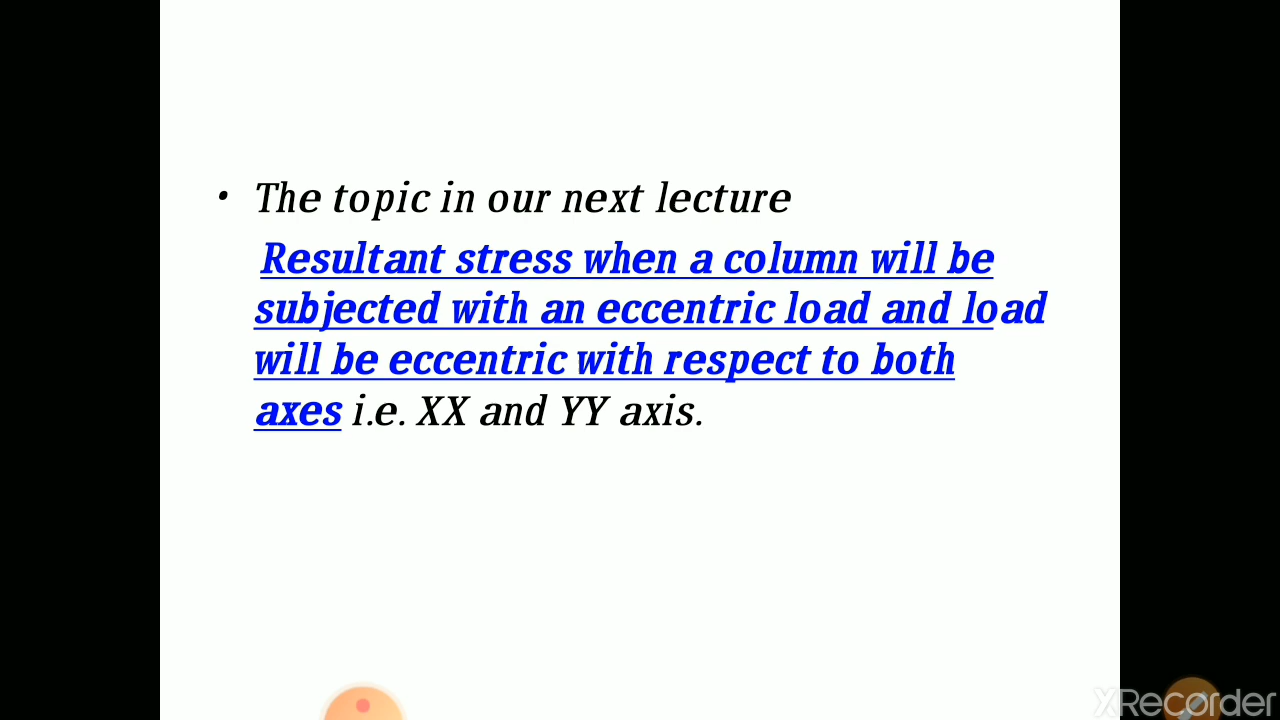 • The topic in our next lecture
Resultant stress when a column will be
subjected with an eccentric load and load
will be eccentric with respect to both
axes i.e. XX and YY axis.
XRecorder